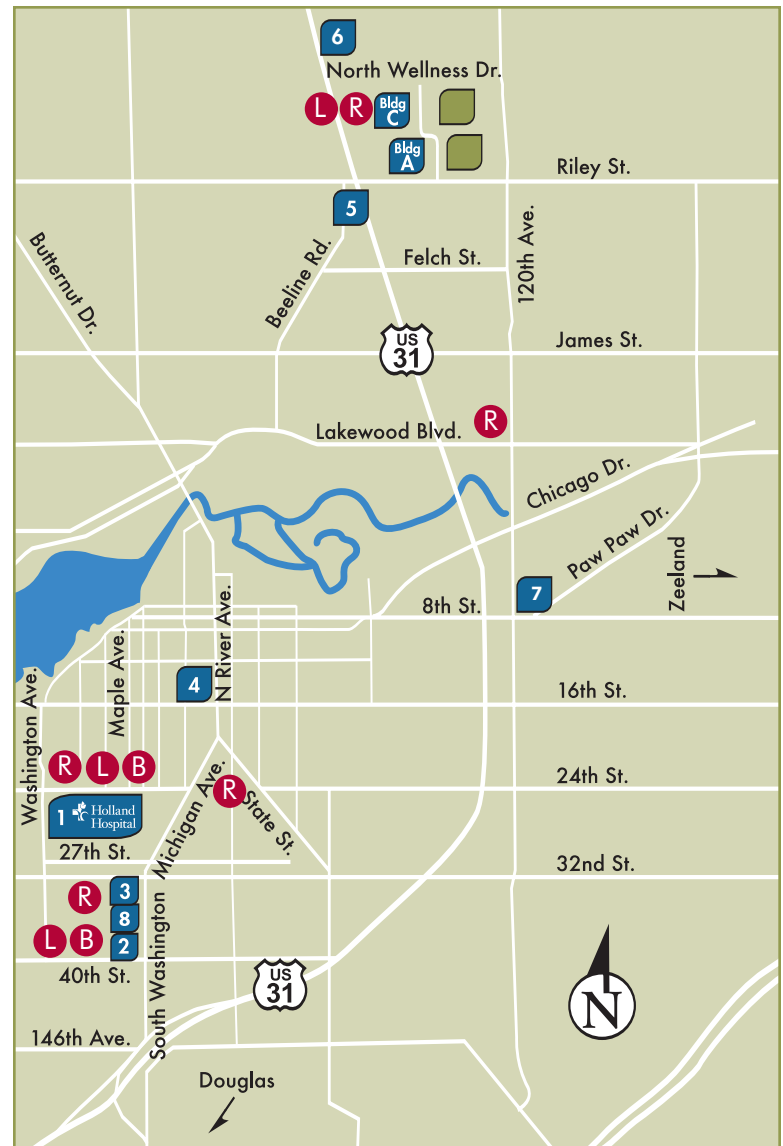 6
North Wellness Dr.
L
R
Bldg
C
Bldg
A
Riley St.
5
120th Ave.
Butternut Dr.
Beeline Rd.
Felch St.
US
31
James St.
R
Lakewood Blvd.
Chicago Dr.
Paw Paw Dr.
Zeeland
7
8th St.
N River Ave.
Maple Ave.
Washington Ave.
4
16th St.
R
L
B
24th St.
Michigan Ave.
R
State St.
1
Holland
Hospital
27th St.
32nd St.
R
3
8
L
B
2
40th St.
South Washington
US
31
N
146th Ave.
Douglas